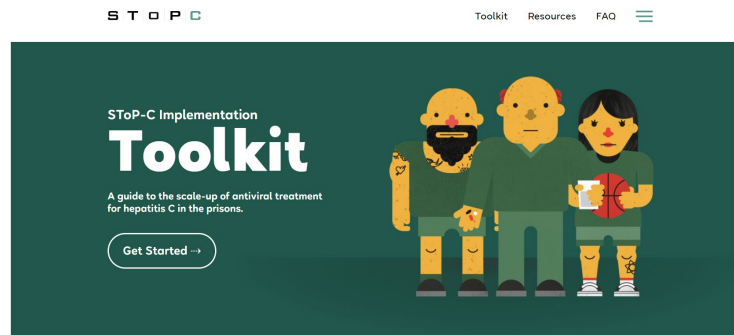 STOPC
Toolkit Resources FAQ
SToP-C Implementation
Toolkit
A guide to the scale-up of antiviral treatment
for hepatitis C in the prisons.
Get Started ⇢